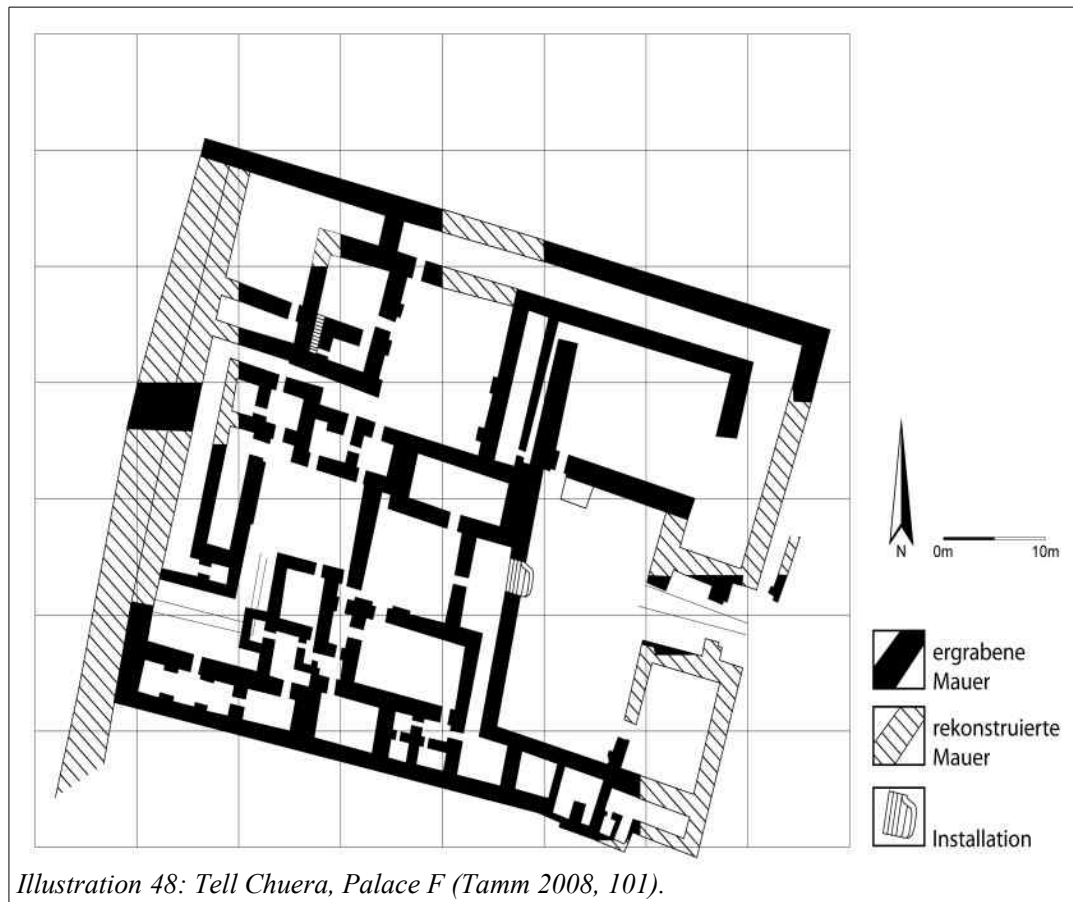 N
0m 10m
ergrabene
Mauer
rekonstruierte
Mauer
Installation
Illustration 48: Tell Chuera, Palace F (Tamm 2008, 101).